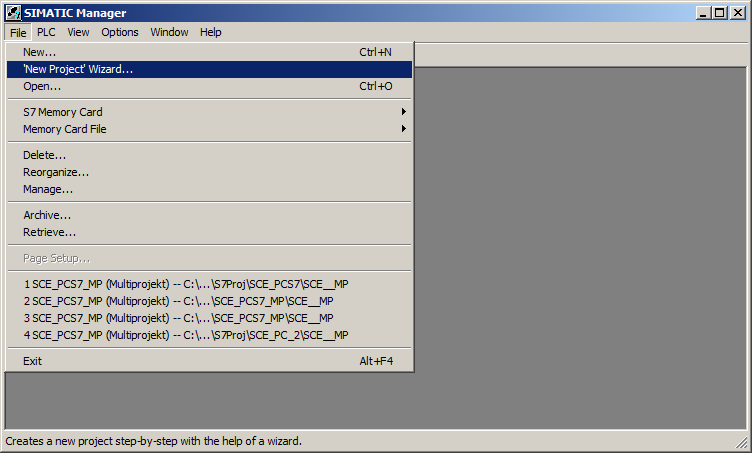 SIMATIC Manager
File PLC View Options Window Help
New... Ctrl+N
'New Project' Wizard...
Open... Ctrl+O
S7 Memory Card
Memory Card File
Delete...
Reorganize...
Manage...
Archive...
Retrieve...
Page Setup...
1 SCE_PCS7_MP (Multiprojekt) -- C:\...\S7Proj\SCE_PCS7\SCE__MP
2 SCE_PCS7_MP (Multiprojekt) -- C:\...\SCE_PCS7_MP\SCE__MP
3 SCE_PCS7_MP (Multiprojekt) -- C:\...\SCE_PCS7_MP\SCE__MP
4 SCE_PCS7_MP (Multiprojekt) -- C:\...\S7Proj\SCE_PC_2\SCE__MP
Exit Alt+F4
Creates a new project step-by-step with the help of a wizard.